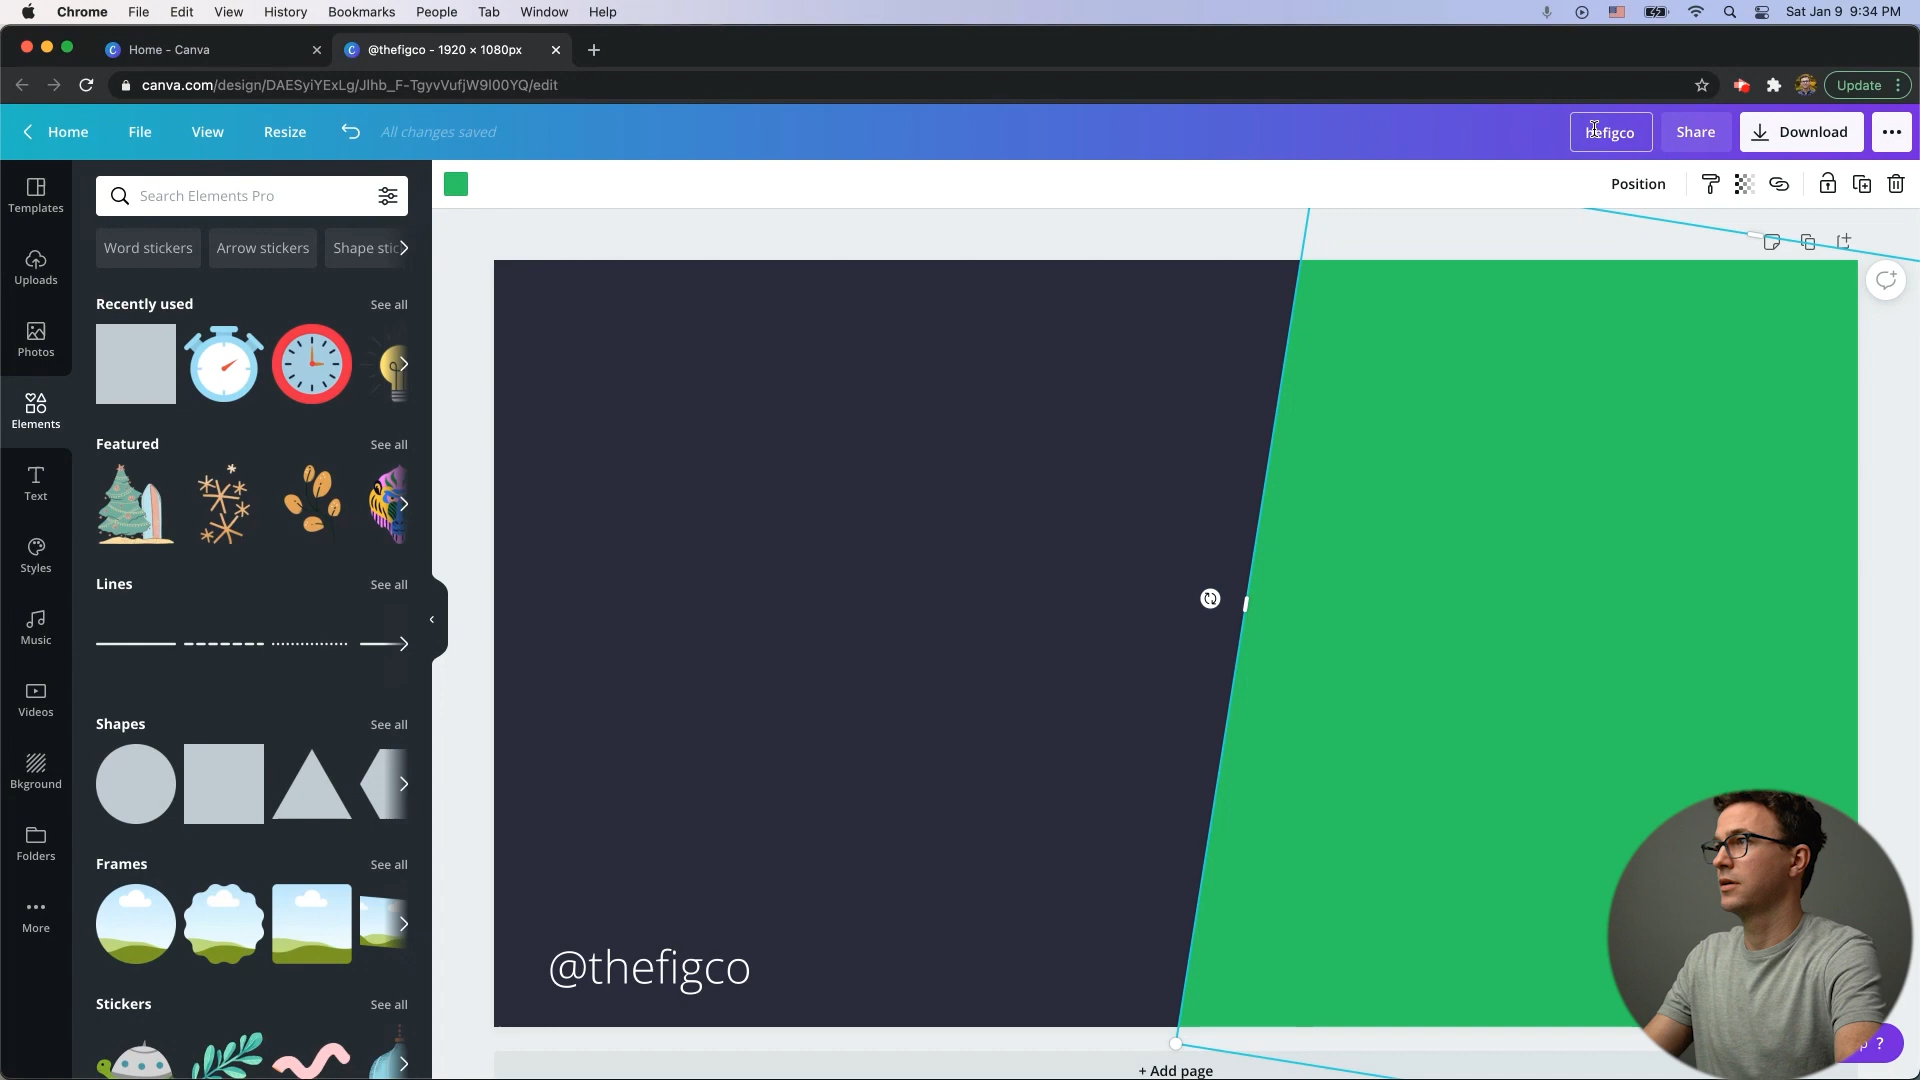 Chrome File Edit View History Bookmarks People Tab Window Help Sat Jan 9 9:34 PM
Home - Canva
@thefigco - 1920 × 1080px
canva.com/design/DAESyiYExLg/Jlhb_F-TgyvVufjW9I00YQ/edit
Update
Home File View Resize All changes saved
hefigco
Share
Download
Position
Templates
Uploads
Photos
Elements
Text
Styles
Music
Videos
Bkground
Folders
More
Search Elements Pro
Word stickers Arrow stickers Shape stic
Recently used See all
Featured See all
Lines See all
Shapes See all
Frames See all
Stickers See all
@thefigco
+ Add page
?